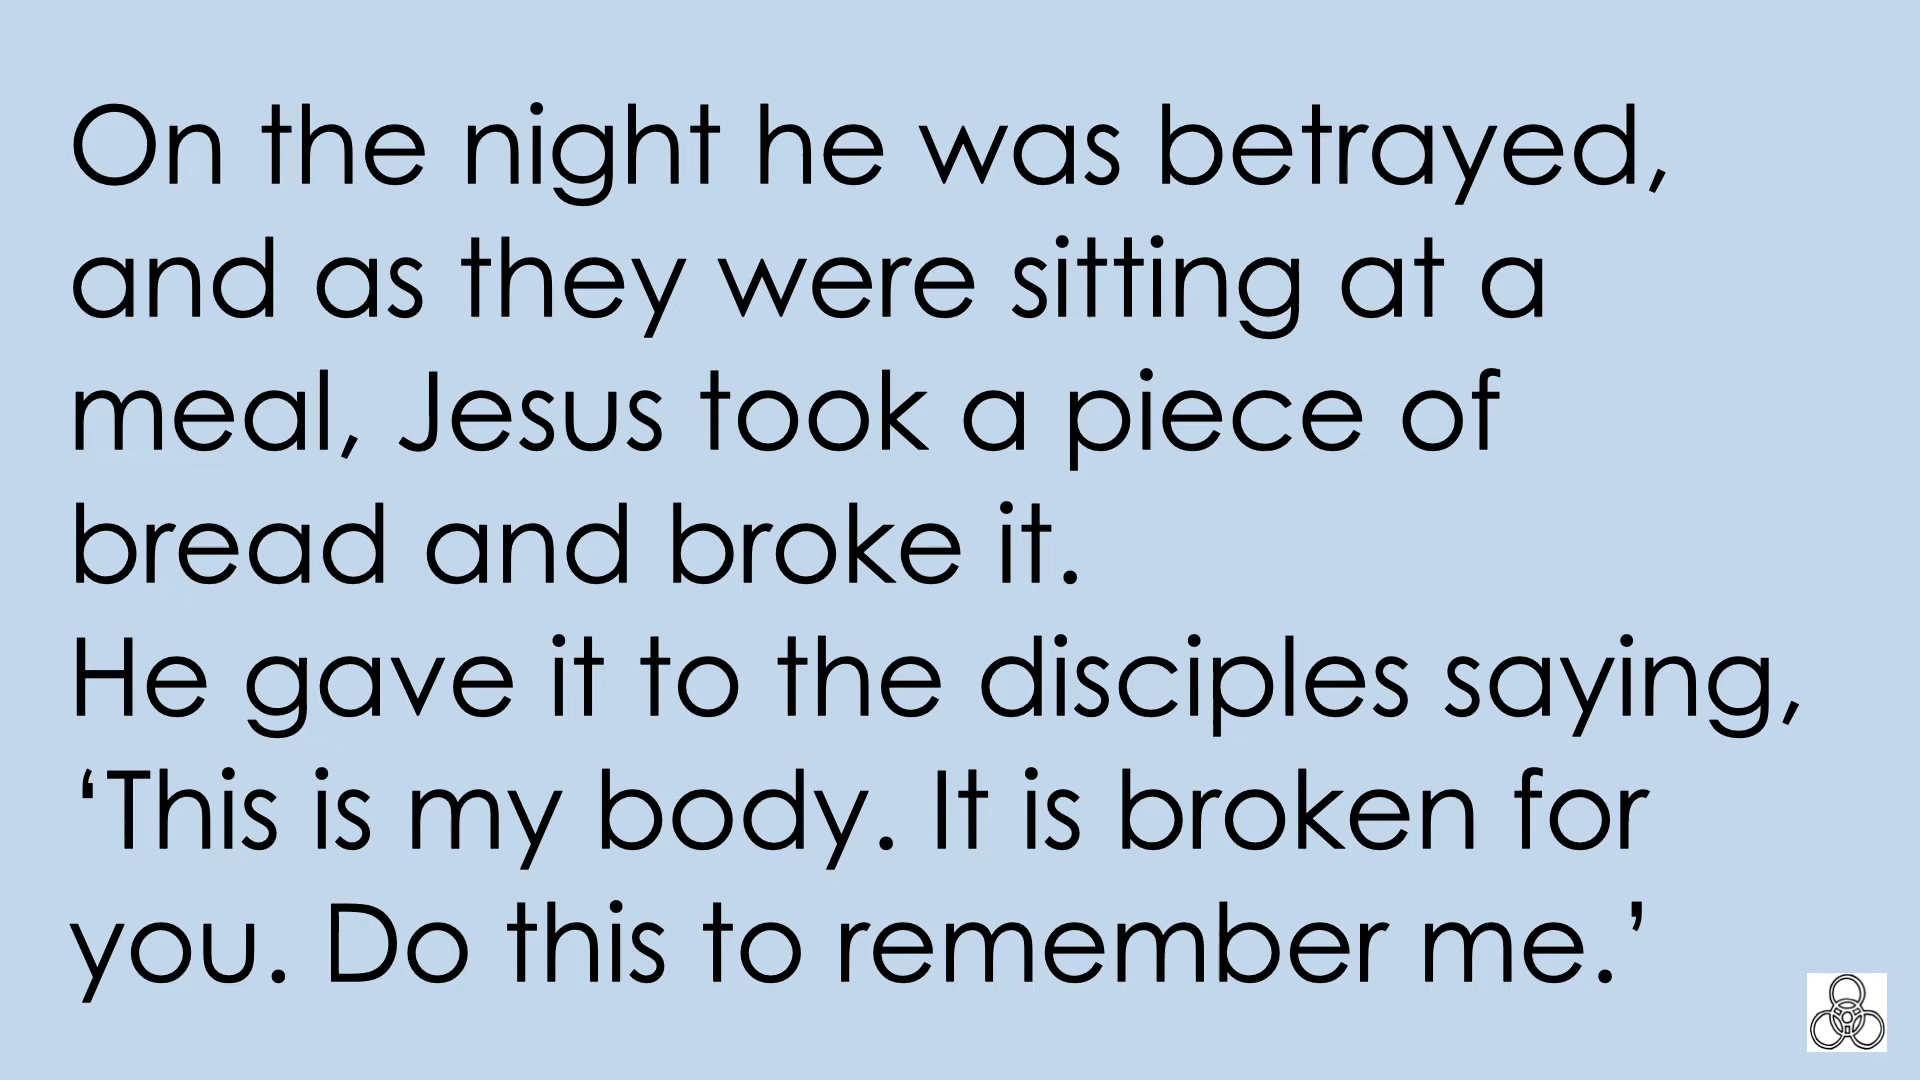 On the night he was betrayed,
and as they were sitting at a
meal, Jesus took a piece of
bread and broke it.
He gave it to the disciples saying,
‘This is my body. It is broken for
you. Do this to remember me.’